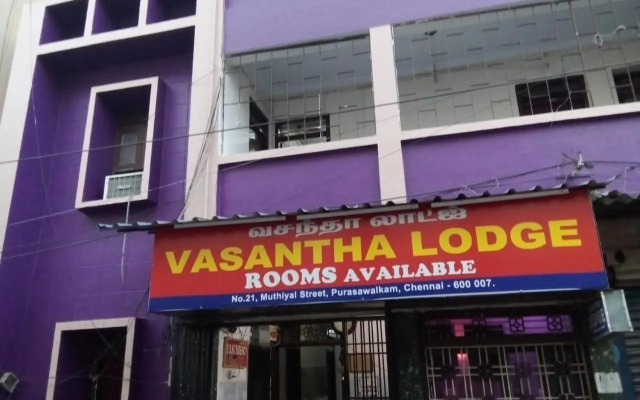 வசந்தா லாட்ஜ்
VASANTHA LODGE
ROOMS AVAILABLE
No.21, Muthiyal Street, Purasawalkam, Chennai - 600 007.